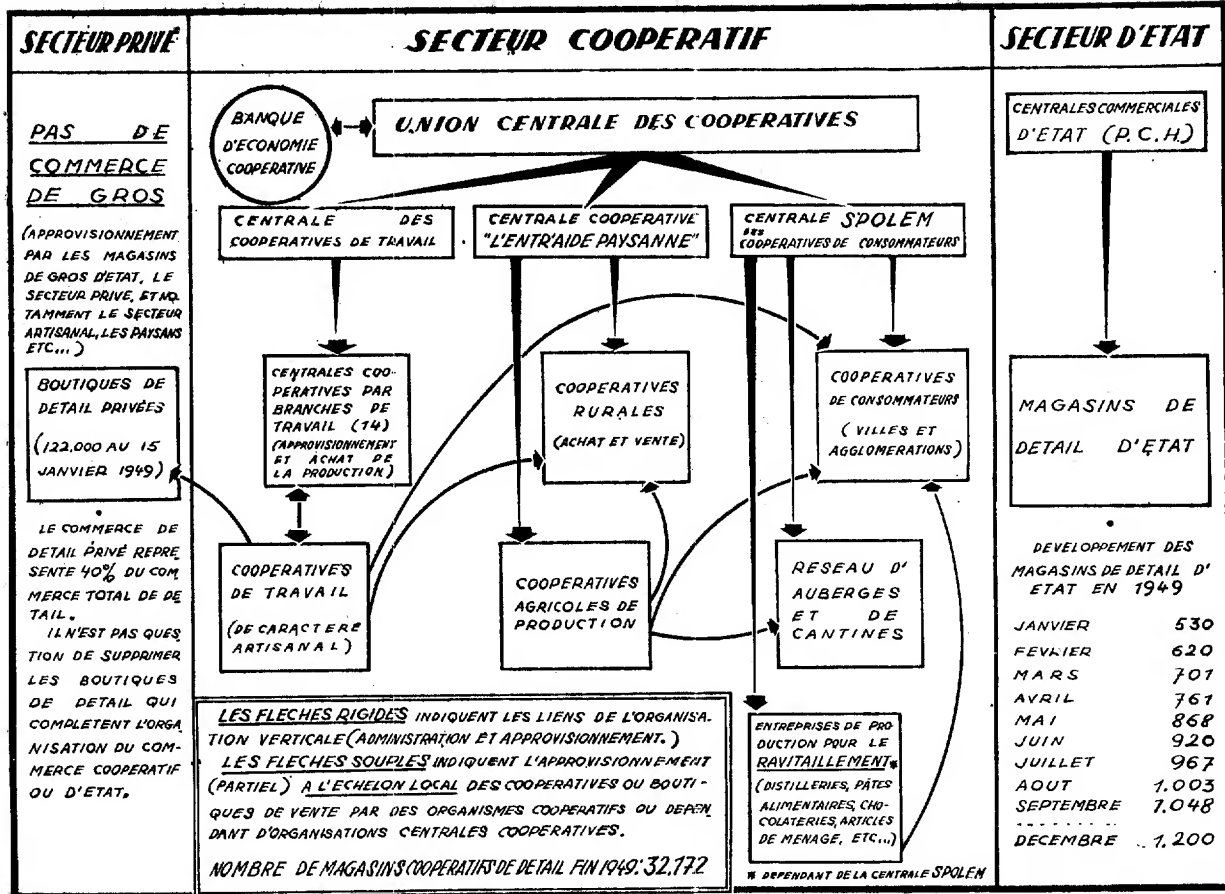 SECTEUR PRIVÉ
PAS DE
COMMERCE
DE GROS
(APPROVISIONNEMENT
PAR LES MAGASINS
DE GROS D'ETAT, LE
SECTEUR PRIVE, ET NO
TAMMENT LE SECTEUR
ARTISANAL, LES PAYSANS
ETC...)
BOUTIQUES DE
DETAIL PRIVÉES
(122,000 AU 15
JANVIER 1949)
LE COMMERCE DE
DETAIL PRIVÉ REPRE
SENTE 40% DU COM
MERCE TOTAL DE DE
TAIL.
IL N'EST PAS QUES
TION DE SUPPRIMER
LES BOUTIQUES
DE DETAIL QUI
COMPLETENT L'ORGA
NISATION DU COM-
MERCE COOPERATIF
OU D'ETAT.
SECTEUR COOPERATIF
BANQUE
D'ECONOMIE
COOPERATIVE
UNION CENTRALE DES COOPERATIVES
CENTRALE DES
COOPERATIVES DE TRAVAIL
CENTRALE COOPERATIVE
"L'ENTR'AIDE PAYSANNE"
CENTRALE SPOLEM
DES
COOPERATIVES DE CONSOMMATEURS
CENTRALES COO-
PERATIVES PAR
BRANCHES DE
TRAVAIL (14)
(APPROVISIONNEMENT
ET ACHAT DE
LA PRODUCTION)
COOPERATIVES
RURALES
(ACHAT ET VENTE)
COOPERATIVES
DE CONSOMMATEURS
(VILLES ET
AGGLOMERATIONS)
COOPERATIVES
DE TRAVAIL
(DE CARACTERE
ARTISANAL)
COOPERATIVES
AGRICOLES DE
PRODUCTION
RESEAU D'
AUBERGES
ET DE
CANTINES
LES FLECHES RIGIDES INDIQUENT LES LIENS DE L'ORGANISA-
TION VERTICALE (ADMINISTRATION ET APPROVISIONNEMENT.)
LES FLECHES SOUPLES INDIQUENT L'APPROVISIONNEMENT
(PARTIEL) A L'ECHELON LOCAL DES COOPERATIVES OU BOUTI-
QUES DE VENTE PAR DES ORGANISMES COOPERATIFS OU DEPEN
DANT D'ORGANISATIONS CENTRALES COOPERATIVES.
NOMBRE DE MAGASINS COOPERATIFS DE DETAIL FIN 1949: 32.172
ENTREPRISES DE PRO
DUCTION POUR LE
RAVITAILLEMENT*
(DISTILLERIES, PÂTES
ALIMENTAIRES, CHO-
COLATERIES, ARTICLES
DE MENAGE, ETC...)
* DEPENDANT DE LA CENTRALE SPOLEM
SECTEUR D'ETAT
CENTRALES COMMERCIALES
D'ETAT (P.C.H.)
MAGASINS DE
DETAIL D'ETAT
DEVELOPPEMENT DES
MAGASINS DE DETAIL D'
ETAT EN 1949
JANVIER 530
FEVRIER 620
MARS 701
AVRIL 761
MAI 868
JUIN 920
JUILLET 967
AOUT 1.003
SEPTEMBRE 1.048
DECEMBRE .. 1.200